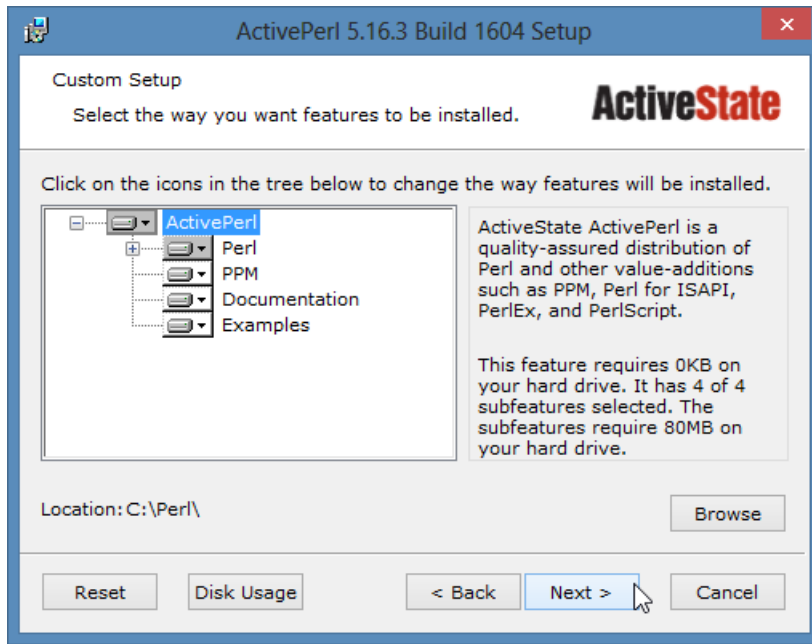 ActivePerl 5.16.3 Build 1604 Setup
Custom Setup
Select the way you want features to be installed.
ActiveState
Click on the icons in the tree below to change the way features will be installed.
ActivePerl
Perl
PPM
Documentation
Examples
ActiveState ActivePerl is a
quality-assured distribution of
Perl and other value-additions
such as PPM, Perl for ISAPI,
PerlEx, and PerlScript.
This feature requires 0KB on
your hard drive. It has 4 of 4
subfeatures selected. The
subfeatures require 80MB on
your hard drive.
Location: C:\Perl\
Browse
Reset
Disk Usage
< Back
Next >
Cancel